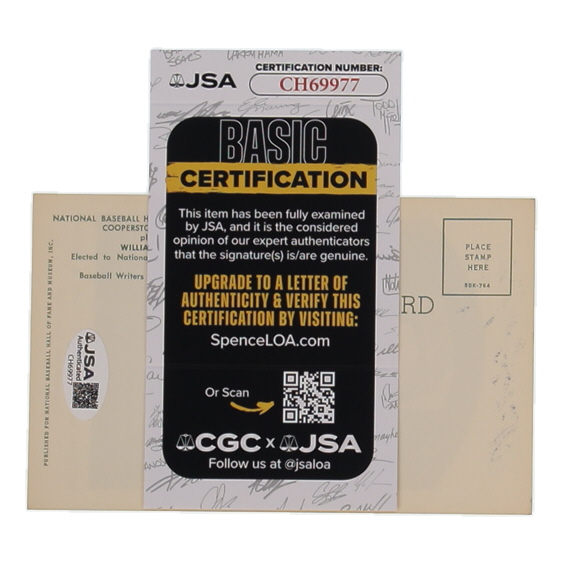 JSA
CERTIFICATION NUMBER:
CH69977
BASIC
CERTIFICATION
This item has been fully examined
by JSA, and it is the considered
opinion of our expert authenticators
that the signature(s) is/are genuine.
UPGRADE TO A LETTER OF
AUTHENTICITY & VERIFY THIS
CERTIFICATION BY VISITING:
SpenceLOA.com
Or Scan
CGC x JSA
Follow us at @jsaloa
NATIONAL BASEBALL H
COOPERSTO
WILLIA
Elected to Nationa
Baseball Writers
PUBLISHED FOR NATIONAL BASEBALL HALL OF FAME AND MUSEUM, INC.
JSA
Authenticated
CH69977
RD
PLACE
STAMP
HERE